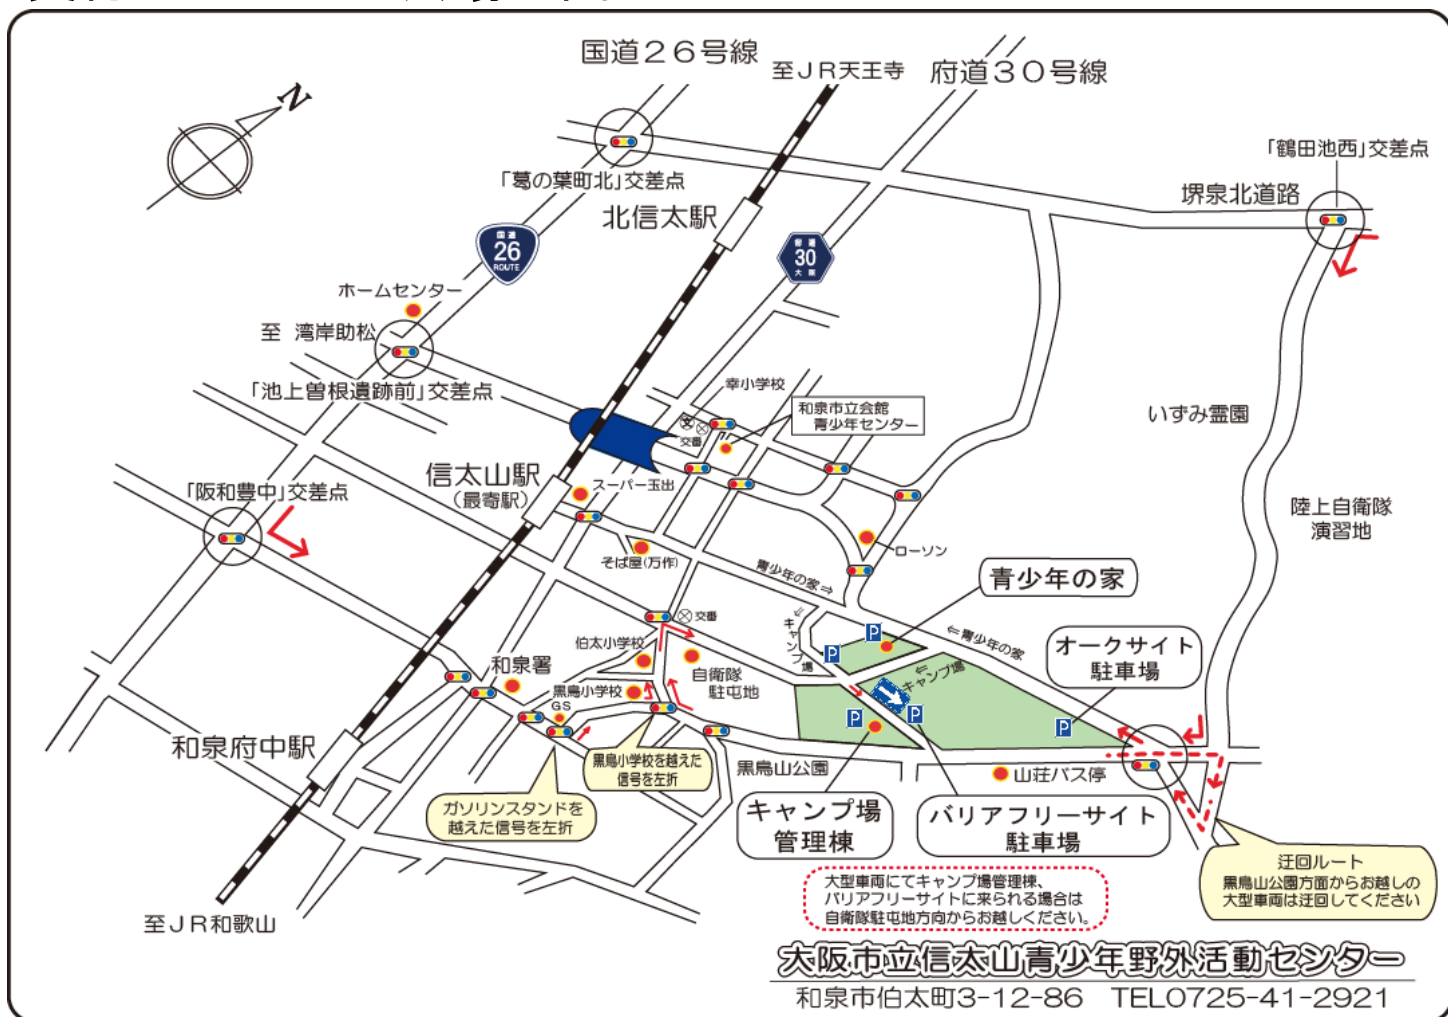 国道26号線
至JR天王寺
府道30号線
N
「鶴田池西」交差点
「葛の葉町北」交差点
堺泉北道路
北信太駅
国道
26
ROUTE
府道
30
大阪
ホームセンター
至 湾岸助松
「池上曽根遺跡前」交差点
幸小学校
和泉市立会館
青少年センター
文
交番
いずみ霊園
信太山駅
(最寄駅)
スーパー玉出
「阪和豊中」交差点
陸上自衛隊
演習地
そば屋(万作)
ローソン
青少年の家⇒
青少年の家
⇐キャンプ場
⇐青少年の家
交番
伯太小学校
P
P
オークサイト
駐車場
和泉署
自衛隊
駐屯地
⇐キャンプ場
黒鳥小学校
GS
P
P
P
和泉府中駅
黒鳥小学校を越えた
信号を左折
黒鳥山公園
山荘バス停
ガソリンスタンドを
越えた信号を左折
キャンプ場
管理棟
バリアフリーサイト
駐車場
迂回ルート
黒鳥山公園方面からお越しの
大型車両は迂回してください
大型車両にてキャンプ場管理棟、
バリアフリーサイトに来られる場合は
自衛隊駐屯地方向からお越しください。
至JR和歌山
大阪市立信太山青少年野外活動センター
和泉市伯太町3-12-86 TEL0725-41-2921